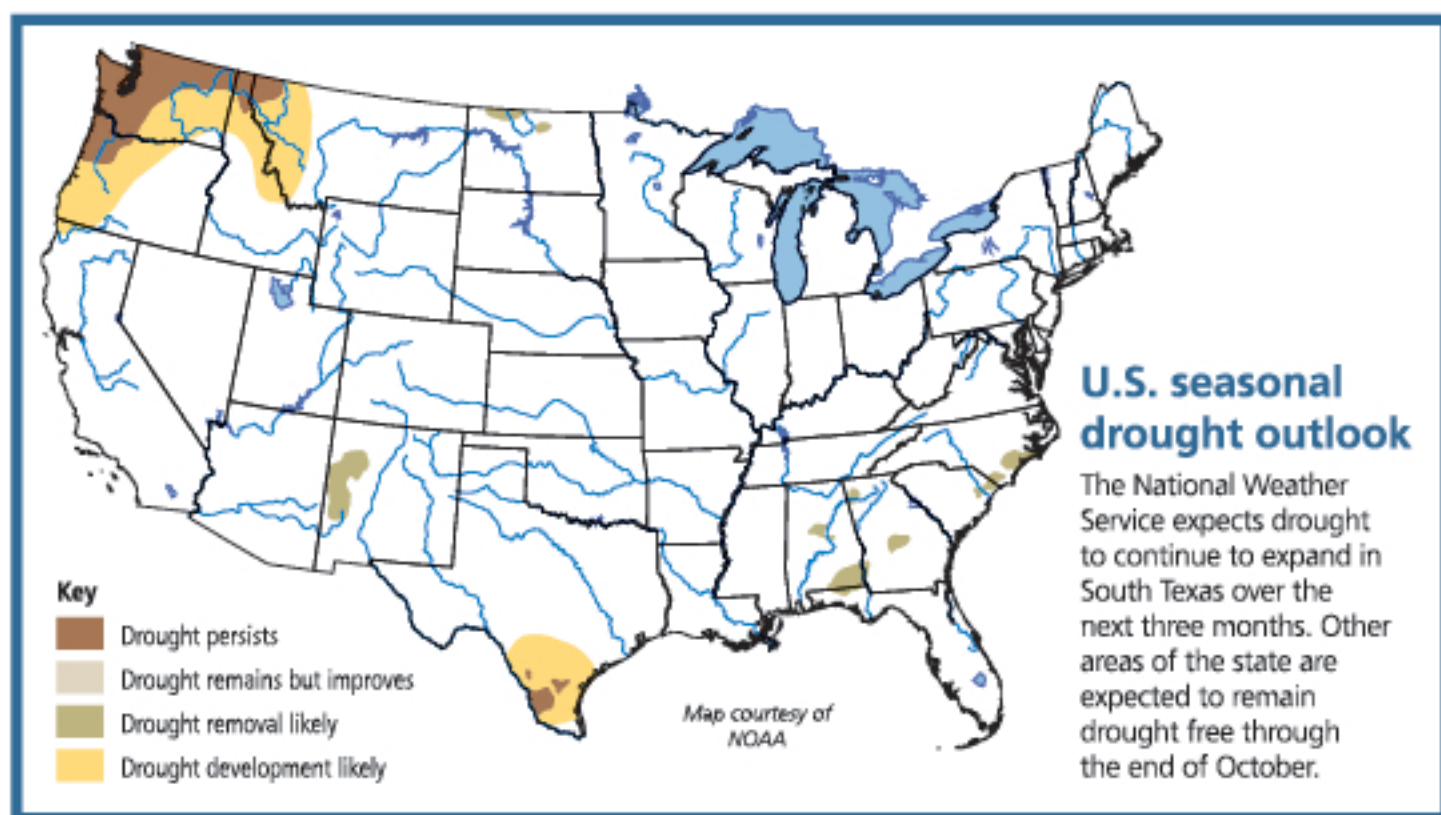 U.S. seasonal
drought outlook
The National Weather
Service expects drought
to continue to expand in
South Texas over the
next three months. Other
areas of the state are
expected to remain
drought free through
the end of October.
Key
Drought persists
Drought remains but improves
Drought removal likely
Drought development likely
Map courtesy of
NOAA